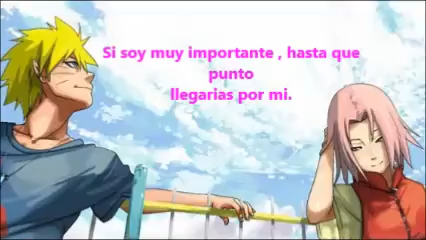 Si soy muy importante , hasta que
punto
llegarias por mi.